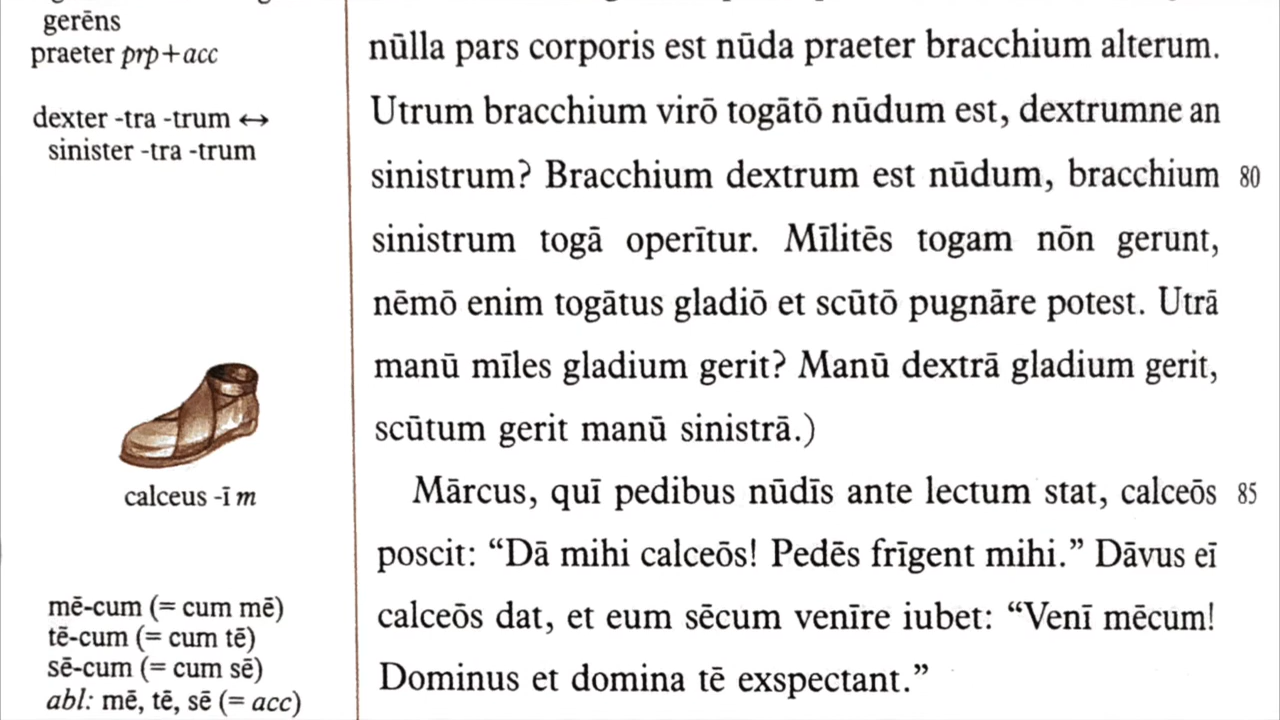 gerēns
praeter prp+acc
dexter -tra -trum ↔
sinister -tra -trum
calceus -ī m
mē-cum (= cum mē)
tē-cum (= cum tē)
sē-cum (= cum sē)
abl: mē, tē, sē (= acc)
nūlla pars corporis est nūda praeter bracchium alterum.
Utrum bracchium virō togātō nūdum est, dextrumne an
sinistrum? Bracchium dextrum est nūdum, bracchium 80
sinistrum togā operītur. Mīlitēs togam nōn gerunt,
nēmō enim togātus gladiō et scūtō pugnāre potest. Utrā
manū mīles gladium gerit? Manū dextrā gladium gerit,
scūtum gerit manū sinistrā.)
Mārcus, quī pedibus nūdīs ante lectum stat, calceōs 85
poscit: “Dā mihi calceōs! Pedēs frīgent mihi.” Dāvus eī
calceōs dat, et eum sēcum venīre iubet: “Venī mēcum!
Dominus et domina tē exspectant.”